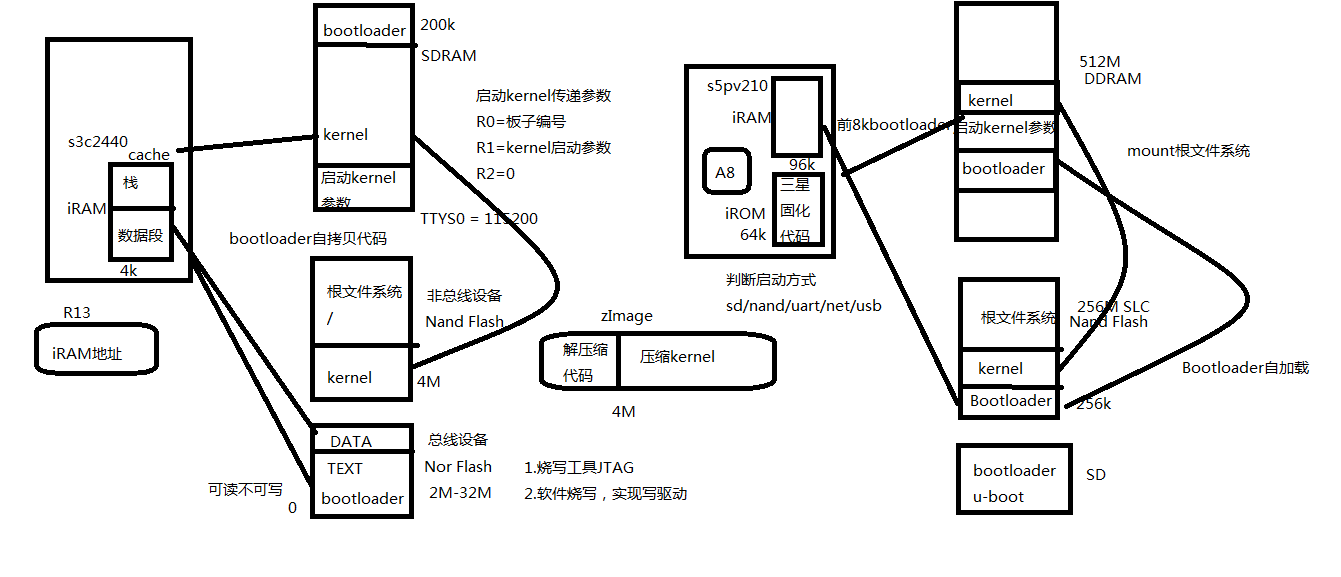 bootloader
200k
SDRAM
kernel
启动kernel
参数
TTYS0 = 115200
启动kernel传递参数
R0=板子编号
R1=kernel启动参数
R2=0
s3c2440
cache
栈
iRAM
数据段
4k
R13
iRAM地址
bootloader自拷贝代码
根文件系统
/
非总线设备
Nand Flash
kernel
4M
DATA
TEXT
bootloader
总线设备
Nor Flash
2M-32M
可读不可写
0
1.烧写工具JTAG
2.软件烧写，实现写驱动
zImage
解压缩
代码
压缩kernel
4M
s5pv210
iRAM
96k
A8
iROM
64k
三星
固化
代码
判断启动方式
sd/nand/uart/net/usb
前8kbootloader
512M
DDRAM
kernel
启动kernel参数
bootloader
mount根文件系统
根文件系统
256M SLC
Nand Flash
kernel
Bootloader
256k
Bootloader自加载
bootloader
u-boot
SD